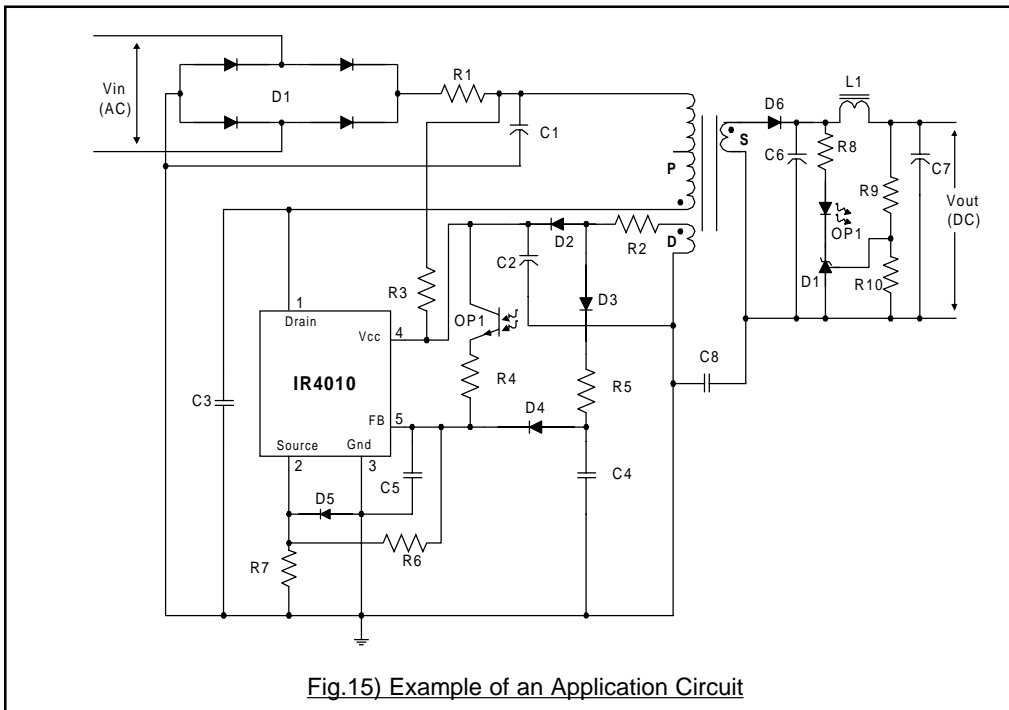 Vin
(AC)
D1
R1
C1
P
S
D6
L1
C6
R8
OP1
D1
R9
R10
C7
Vout
(DC)
D
R2
D2
C2
D3
R3
OP1
R4
R5
C8
1
Drain
Vcc
4
IR4010
C3
FB
5
D4
Source
Gnd
2
3
C5
C4
D5
R6
R7
Fig.15) Example of an Application Circuit